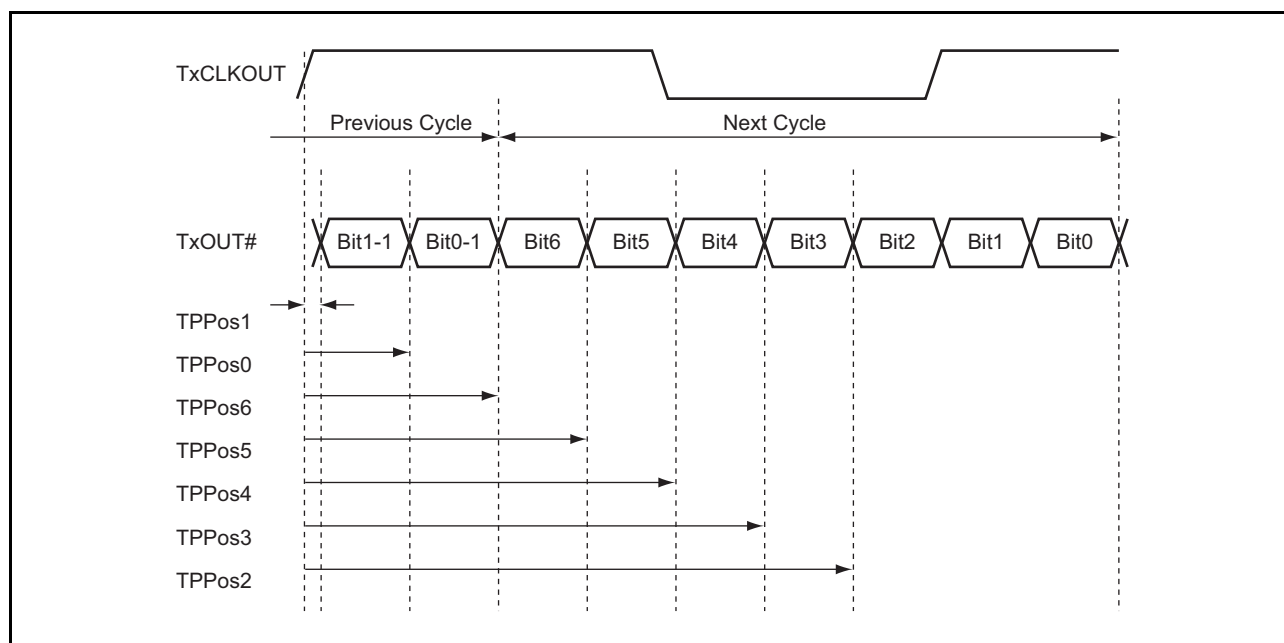 TxCLKOUT
Previous Cycle Next Cycle
TxOUT# Bit1-1 Bit0-1 Bit6 Bit5 Bit4 Bit3 Bit2 Bit1 Bit0
TPPos1
TPPos0
TPPos6
TPPos5
TPPos4
TPPos3
TPPos2